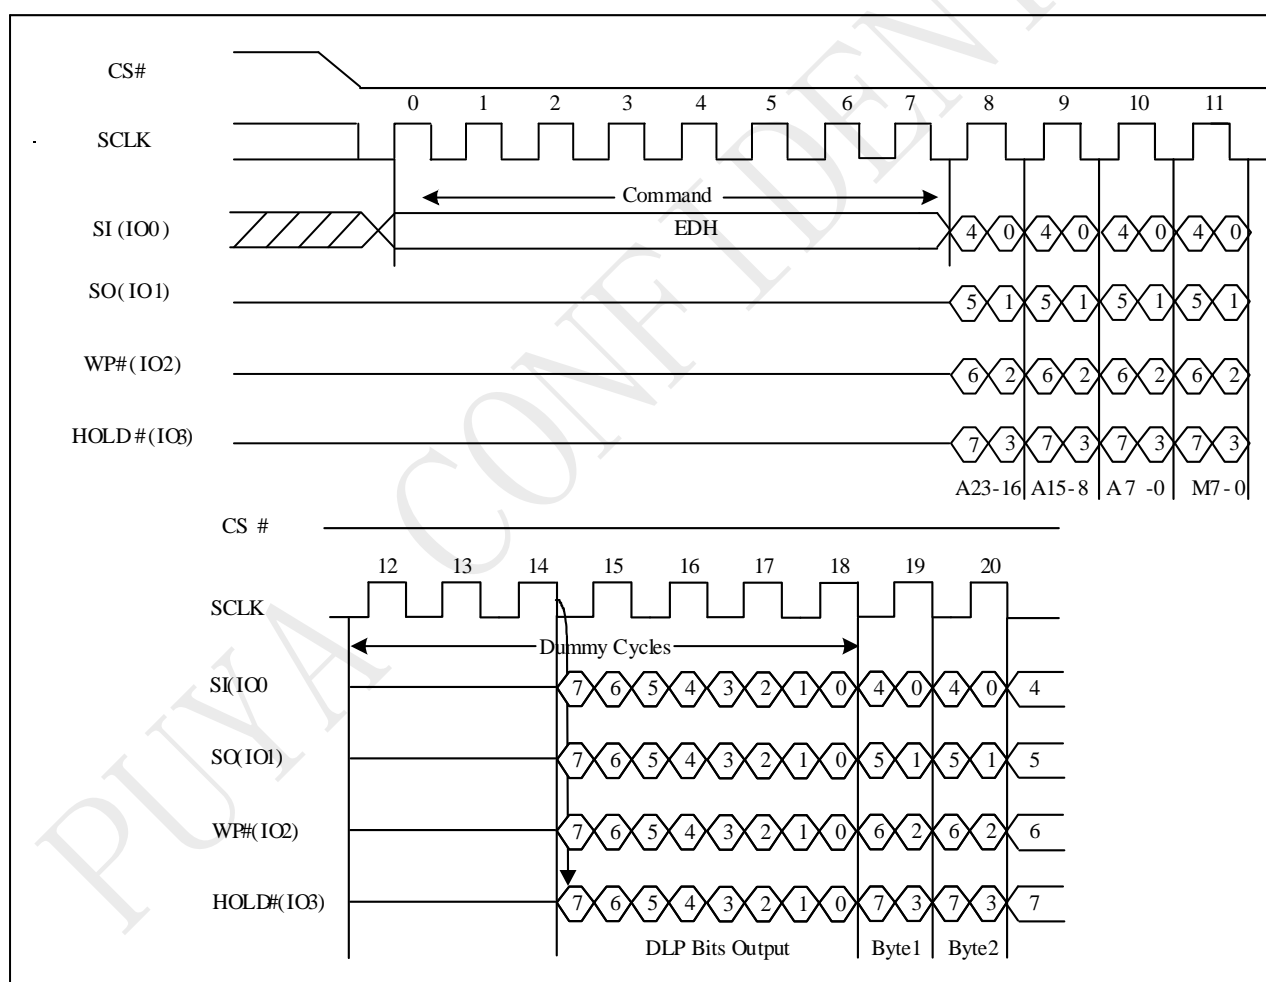 CS#
0 1 2 3 4 5 6 7 8 9 10 11
SCLK
Command
SI (IO0) EDH 4 0 4 0 4 0 4 0
SO( IO1) 5 1 5 1 5 1 5 1
WP#( IO2) 6 2 6 2 6 2 6 2
HOLD #(IO3) 7 3 7 3 7 3 7 3
A23-16 A15-8 A7 -0 M7-0
CS #
12 13 14 15 16 17 18 19 20
SCLK
Dummy Cycles
SI(IO0 7 6 5 4 3 2 1 0 4 0 4 0 4
SO(IO1) 7 6 5 4 3 2 1 0 5 1 5 1 5
WP#(IO2) 7 6 5 4 3 2 1 0 6 2 6 2 6
HOLD#(IO3) 7 6 5 4 3 2 1 0 7 3 7 3 7
DLP Bits Output Byte1 Byte2
PUYA CONFIDEN